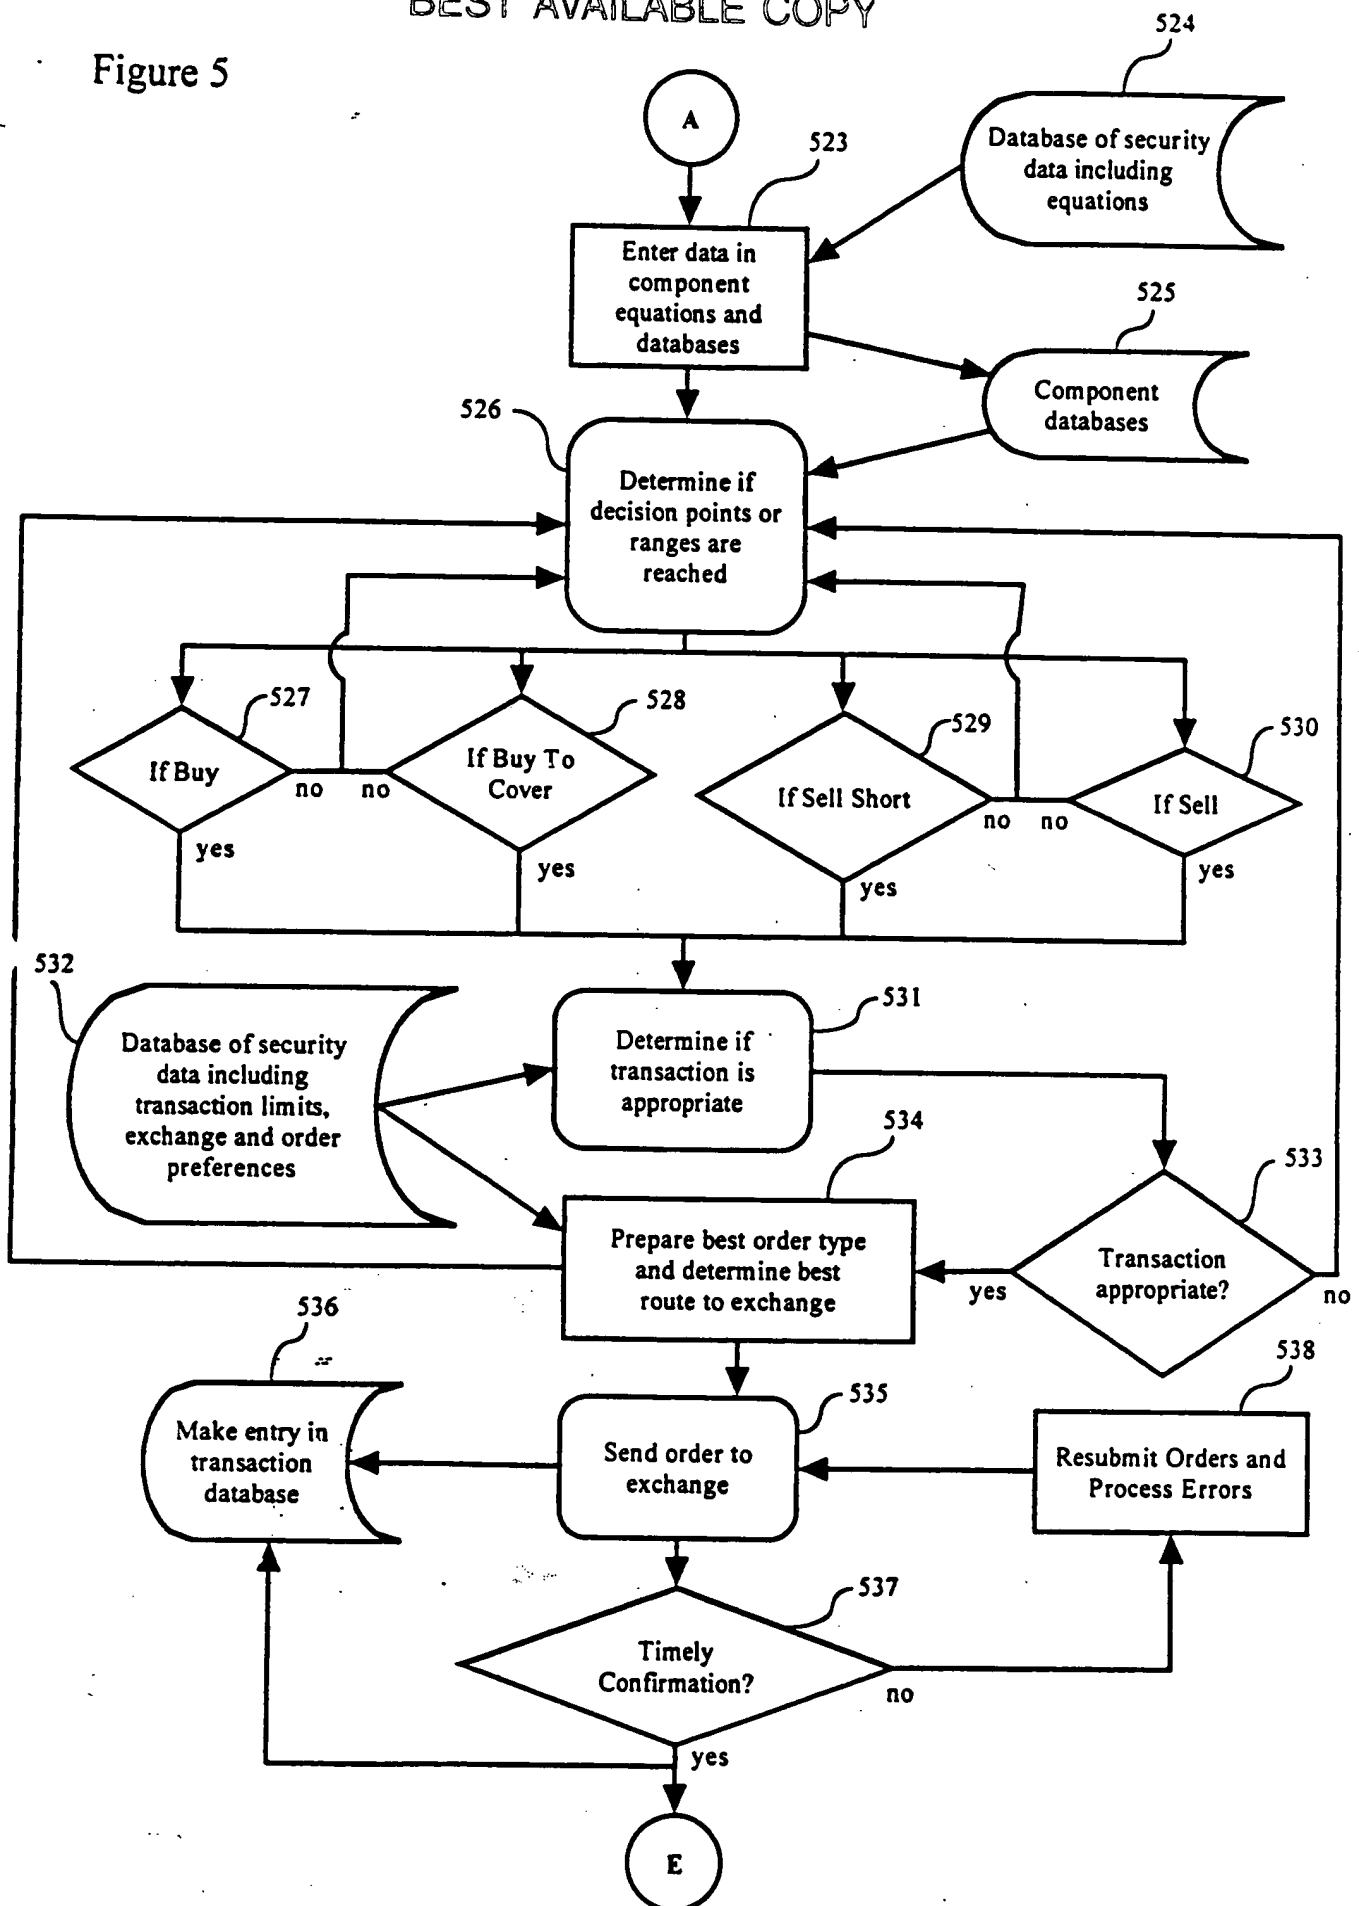 BEST AVAILABLE COPY
Figure 5
524
A
523
Database of security
data including
equations
Enter data in
component
equations and
databases
525
Component
databases
526
Determine if
decision points or
ranges are
reached
527
528
529
530
If Buy
no
no
If Buy To
Cover
If Sell Short
no
no
If Sell
yes
yes
yes
yes
532
531
Database of security
data including
transaction limits,
exchange and order
preferences
Determine if
transaction is
appropriate
534
533
Prepare best order type
and determine best
route to exchange
yes
Transaction
appropriate?
no
536
538
535
Make entry in
transaction
database
Send order to
exchange
Resubmit Orders and
Process Errors
537
Timely
Confirmation?
no
yes
E